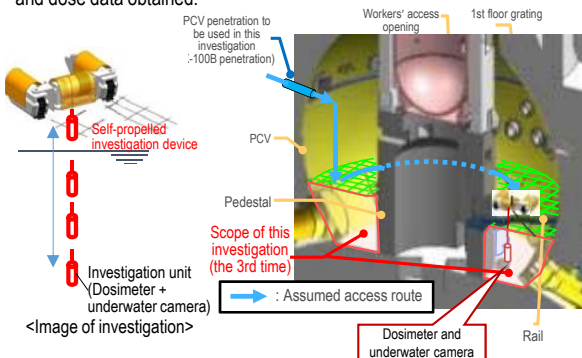 and dose data obtained.
PCV penetration to
be used in this
investigation
-100B penetration)
Workers' access
opening
1st floor grating
Self-propelled
investigation device
PCV
Pedestal
Scope of this
investigation
(the 3rd time)
Investigation unit
(Dosimeter +
underwater camera)
<Image of investigation>
: Assumed access route
Rail
Dosimeter and
underwater camera